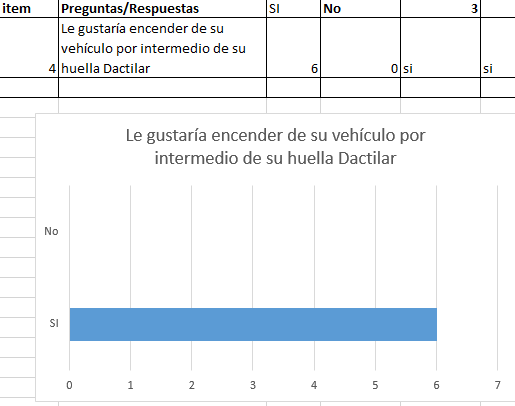 item Preguntas/Respuestas SI No 3
Le gustaría encender de su
vehículo por intermedio de su
4 huella Dactilar 6 0 si si
Le gustaría encender de su vehículo por
intermedio de su huella Dactilar
No
SI
0 1 2 3 4 5 6 7